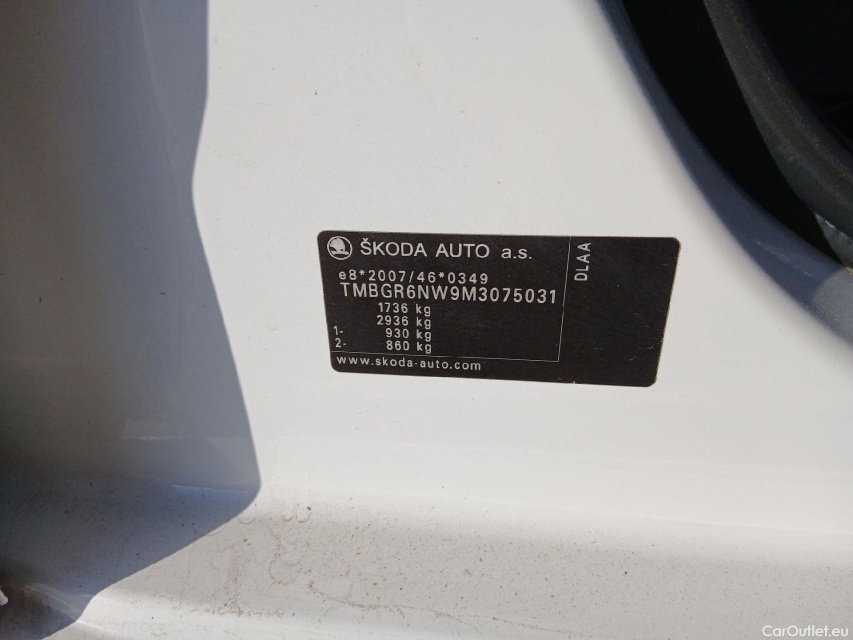 ŠKODA AUTO a.s.
e8*2007/46*0349
TMBGR6NW9M3075031
1736 kg
2936 kg
1- 930 kg
2- 860 kg
www.skoda-auto.com
DLAA
CarOutlet.eu